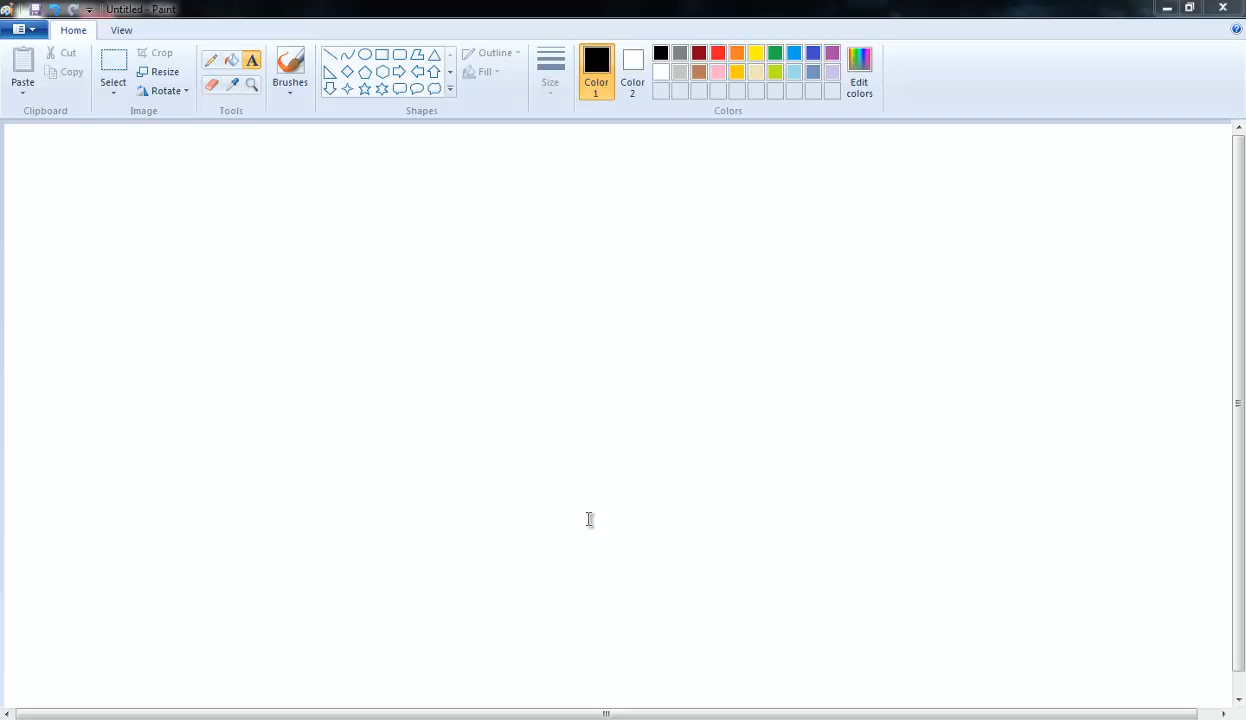 Untitled - Paint
Home View
Paste
Clipboard
Cut
Copy
Select
Crop
Resize
Rotate
Image
A
Tools
Brushes
Shapes
Outline
Fill
Size
Color 1
Color 2
Edit colors
Colors